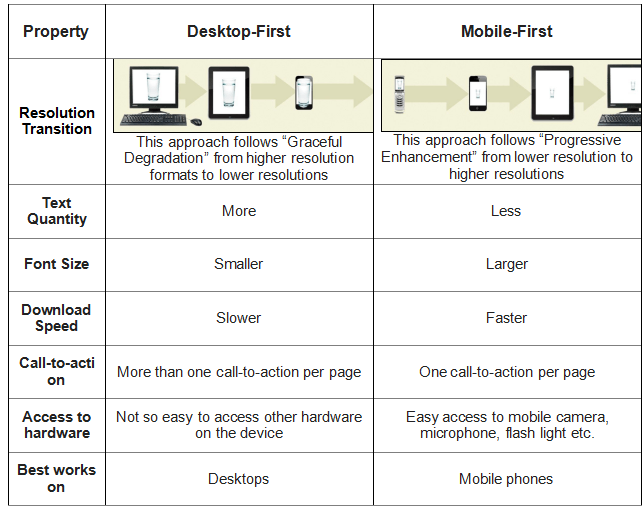 Property
Desktop-First
Mobile-First
Resolution
Transition
This approach follows “Graceful
Degradation” from higher resolution
formats to lower resolutions
This approach follows “Progressive
Enhancement” from lower resolution to
higher resolutions
Text
Quantity
More
Less
Font Size
Smaller
Larger
Download
Speed
Slower
Faster
Call-to-acti
on
More than one call-to-action per page
One call-to-action per page
Access to
hardware
Not so easy to access other hardware
on the device
Easy access to mobile camera,
microphone, flash light etc.
Best works
on
Desktops
Mobile phones